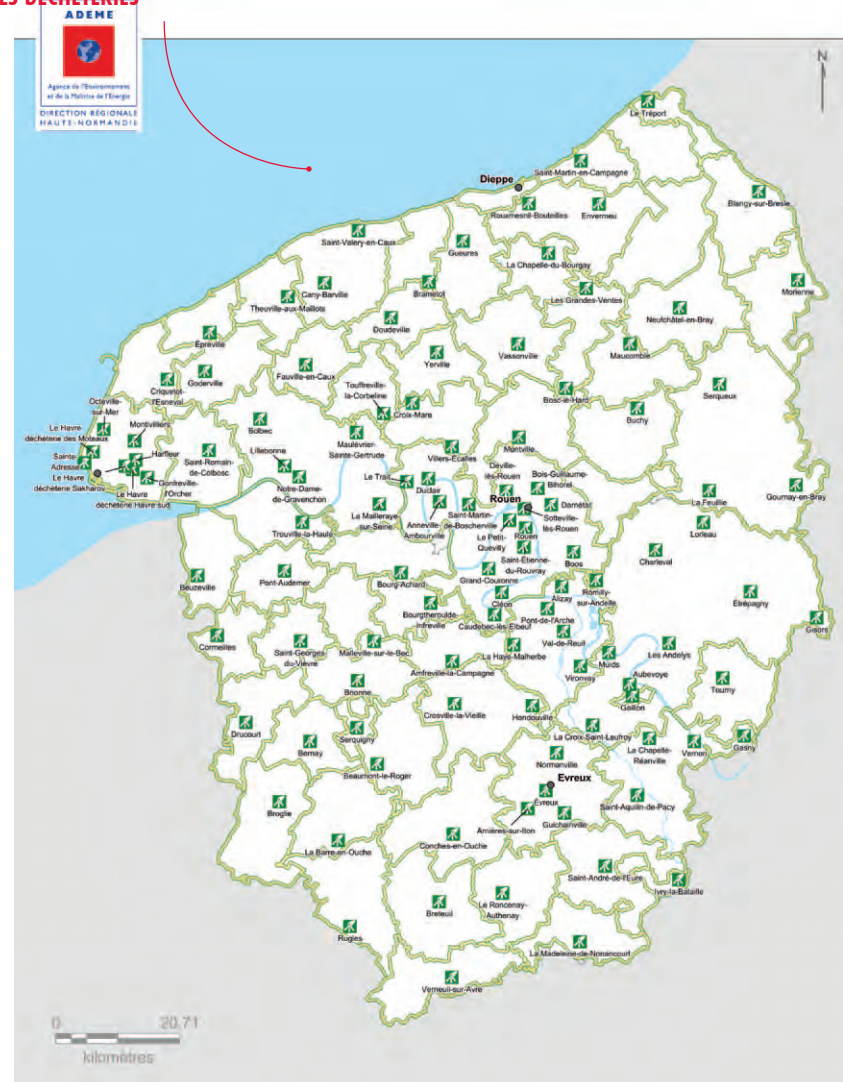 ES DÉCHÈTERIES
ADEME
Agence de l'Environnement
et de la Maîtrise de l'Energie
DIRECTION RÉGIONALE
HAUTE-NORMANDIE
N
Le Tréport
Saint-Martin-en-Campagne
Dieppe
Blangy-sur-Bresle
Rouxmesnil-Bouteilles
Envermeu
Saint-Valery-en-Caux
Gueures
La Chapelle-du-Bourgay
Cany-Barville
Brametot
Morienne
Theuville-aux-Maillots
Les Grandes-Ventes
Neufchâtel-en-Bray
Doudeville
Épreville
Yerville
Vassonville
Maucomble
Fauville-en-Caux
Goderville
Criquetot-
l'Esneval
Touffreville-
la-Corbeline
Serqueux
Bosc-le-Hard
Croix-Mare
Buchy
Octeville-
sur-Mer
Le Havre
déchèterie des Moteaux
Montivilliers
Bolbec
Maulévrier-
Sainte-Gertrude
Montville
Villers-Ecalles
Sainte-
Adresse
Harfleur
Saint-Romain-
de-Colbosc
Lillebonne
Déville-
lès-Rouen
Bois-Guillaume-
Bihorel
Le Havre
déchèterie Sakharov
Le Trait
Duclair
Gonfreville-
l'Orcher
Notre-Dame-
de-Gravenchon
Rouen
Darnétal
La Feuillie
Gournay-en-Bray
Le Havre
déchèterie Havre sud
La Mailleraye-
sur-Seine
Anneville-
Ambourville
Saint-Martin-
de-Boscherville
Sotteville-
lès-Rouen
Trouville-la-Haule
Le Petit-
Quevilly
Rouen
Lorleau
Saint-Étienne-
du-Rouvray
Boos
Charleval
Beuzeville
Pont-Audemer
Bourg-Achard
Grand-Couronne
Cléon
Alizay
Romilly-
sur-Andelle
Etrépagny
Bourgtheroulde-
Infreville
Caudebec-lès-Elbeuf
Pont-de-l'Arche
Gisors
Cormeilles
Saint-Georges-
du-Vièvre
Malleville-sur-le-Bec
La Haye-Malherbe
Val-de-Reuil
Muids
Les Andelys
Amfreville-la-Campagne
Vironvay
Aubevoye
Tourny
Brionne
Gaillon
Crosville-la-Vieille
Hondouville
Drucourt
Serquigny
La Croix-Saint-Leufroy
Bernay
La Chapelle-
Réanville
Vernon
Gasny
Normanville
Beaumont-le-Roger
Evreux
Évreux
Saint-Aquilin-de-Pacy
Broglie
Arnières-sur-Iton
Guichainville
La Barre-en-Ouche
Conches-en-Ouche
Saint-André-de-l'Eure
Ivry-la-Bataille
Breteuil
Le Roncenay-
Authenay
Rugles
La Madeleine-de-Nonancourt
Verneuil-sur-Avre
0 20,71
kilomètres